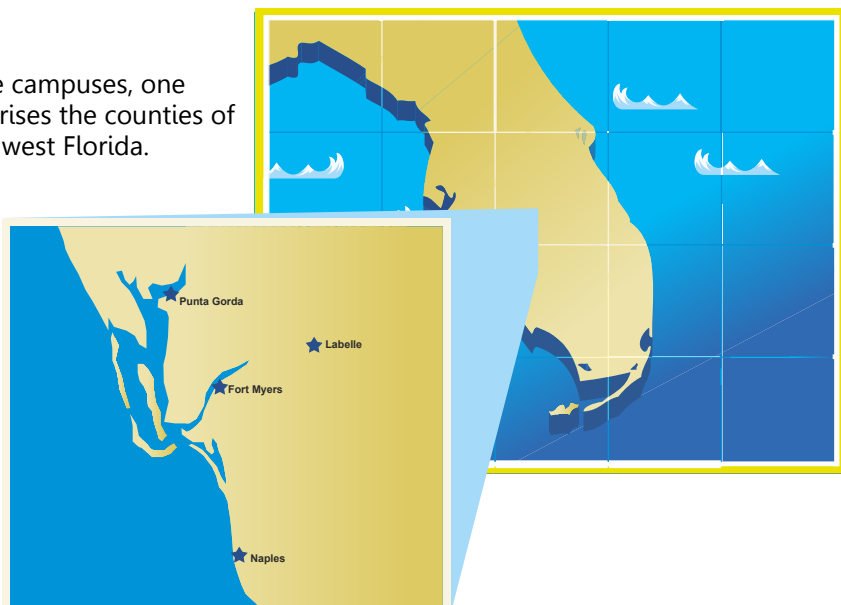 e campuses, one
rises the counties of
west Florida.
Punta Gorda
Labelle
Fort Myers
Naples